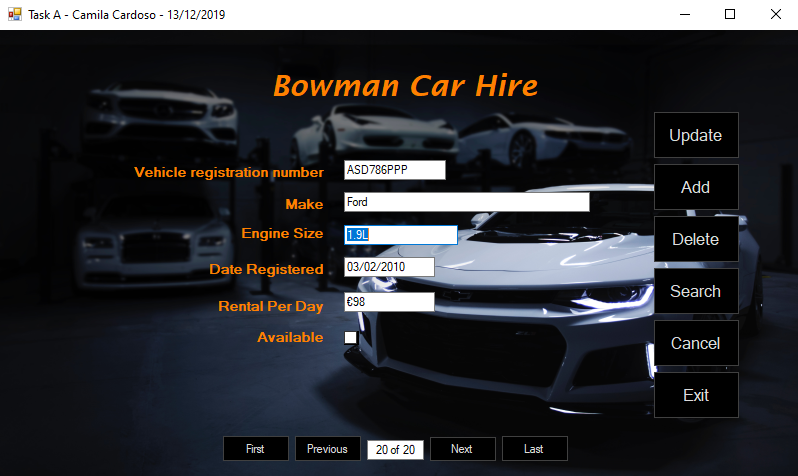 Task A - Camila Cardoso - 13/12/2019
Bowman Car Hire
Vehicle registration number ASD786PPP
Make Ford
Engine Size 1.9L
Date Registered 03/02/2010
Rental Per Day €98
Available
Update
Add
Delete
Search
Cancel
Exit
First Previous 20 of 20 Next Last